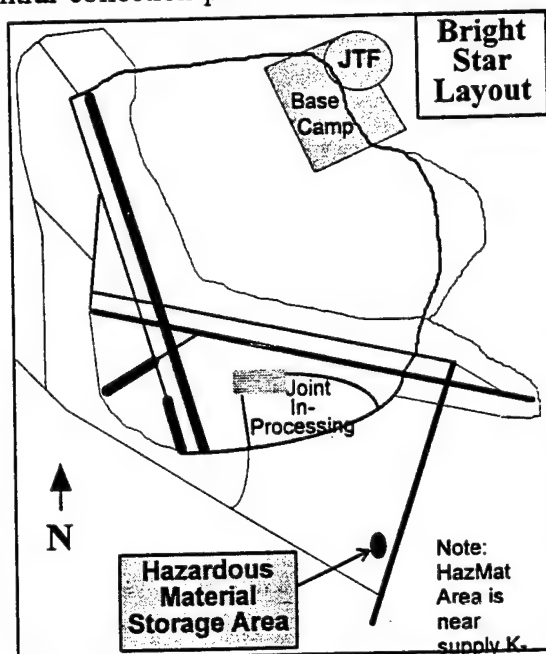 Bright
Star
Layout
JTF
Base
Camp
Joint
In-
Processing
N
Hazardous
Material
Storage Area
Note:
HazMat
Area is
near
supply K-